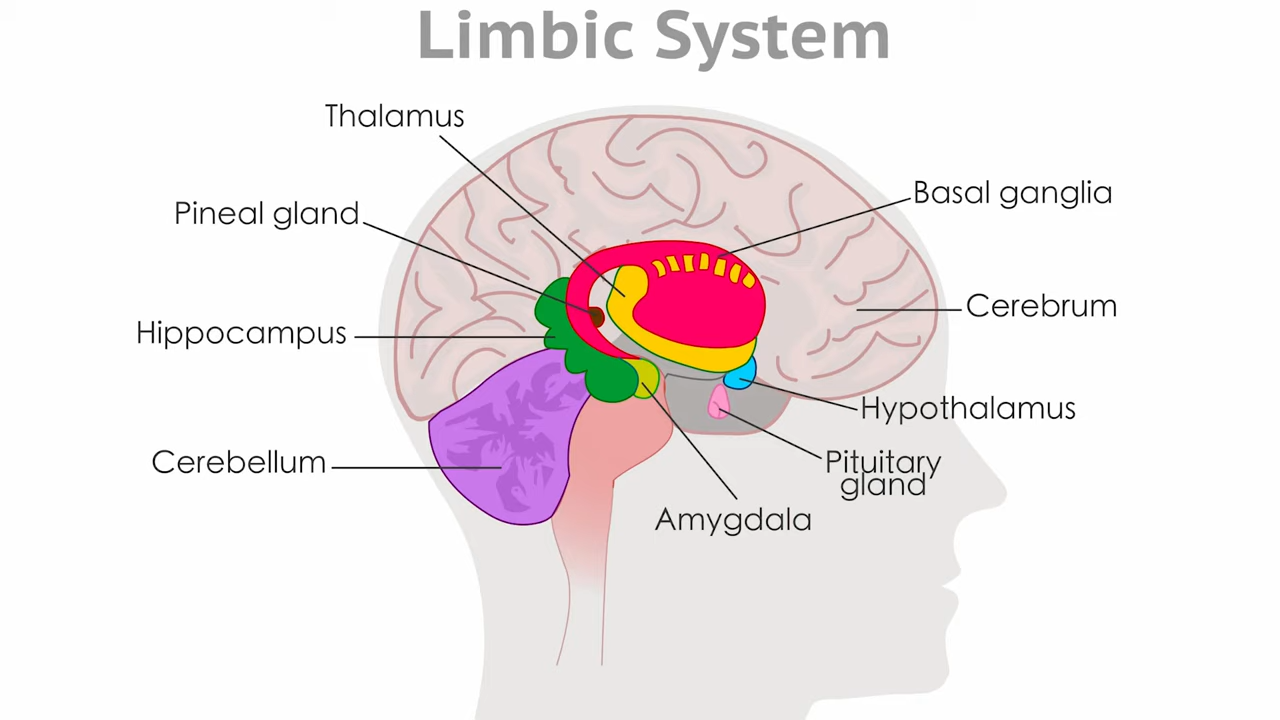 Limbic System
Thalamus
Basal ganglia
Pineal gland
Cerebrum
Hippocampus
Hypothalamus
Cerebellum
Pituitary
gland
Amygdala